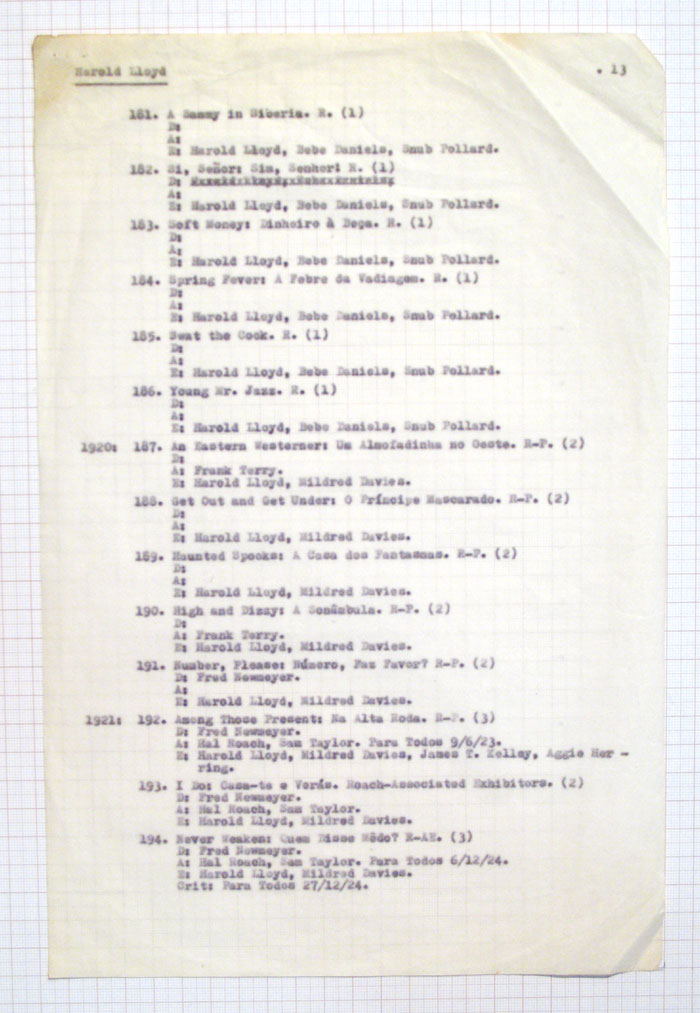 Harold Lloyd . 13
181. A Sammy in Siberia. R. (1)
D:
A:
E: Harold Lloyd, Bebe Daniels, Snub Pollard.
182. Si, Señor: Sim, Senhor! R. (1)
D:
A:
E: Harold Lloyd, Bebe Daniels, Snub Pollard.
183. Soft Money: Dinheiro à Beça. R. (1)
D:
A:
E: Harold Lloyd, Bebe Daniels, Snub Pollard.
184. Spring Fever: A Febre da Vadiagem. R. (1)
D:
A:
E: Harold Lloyd, Bebe Daniels, Snub Pollard.
185. Swat the Cook. R. (1)
D:
A:
E: Harold Lloyd, Bebe Daniels, Snub Pollard.
186. Young Mr. Jazz. R. (1)
D:
A:
E: Harold Lloyd, Bebe Daniels, Snub Pollard.
1920: 187. An Eastern Westerner: Um Almofadinha no Oeste. R-P. (2)
D:
A: Frank Terry.
E: Harold Lloyd, Mildred Davies.
188. Get Out and Get Under: O Príncipe Mascarado. R-P. (2)
D:
A:
E: Harold Lloyd, Mildred Davies.
189. Haunted Spooks: A Casa dos Fantasmas. R-P. (2)
D:
A:
E: Harold Lloyd, Mildred Davies.
190. High and Dizzy: A Sonâmbula. R-P. (2)
D:
A: Frank Terry.
E: Harold Lloyd, Mildred Davies.
191. Number, Please: Número, Faz Favor? R-P. (2)
D: Fred Newmeyer.
A:
E: Harold Lloyd, Mildred Davies.
1921: 192. Among Those Present: Na Alta Roda. R-P. (3)
D: Fred Newmeyer.
A: Hal Roach, Sam Taylor. Para Todos 9/6/23.
E: Harold Lloyd, Mildred Davies, James T. Kelley, Aggie Her -
ring.
193. I Do: Casa-te e Verás. Roach-Associated Exhibitors. (2)
D: Fred Newmeyer.
A: Hal Roach, Sam Taylor.
E: Harold Lloyd, Mildred Davies.
194. Never Weaken: Quem Disse Mêdo? R-AE. (3)
D: Fred Newmeyer.
A: Hal Roach, Sam Taylor. Para Todos 6/12/24.
E: Harold Lloyd, Mildred Davies.
Crit: Para Todos 27/12/24.